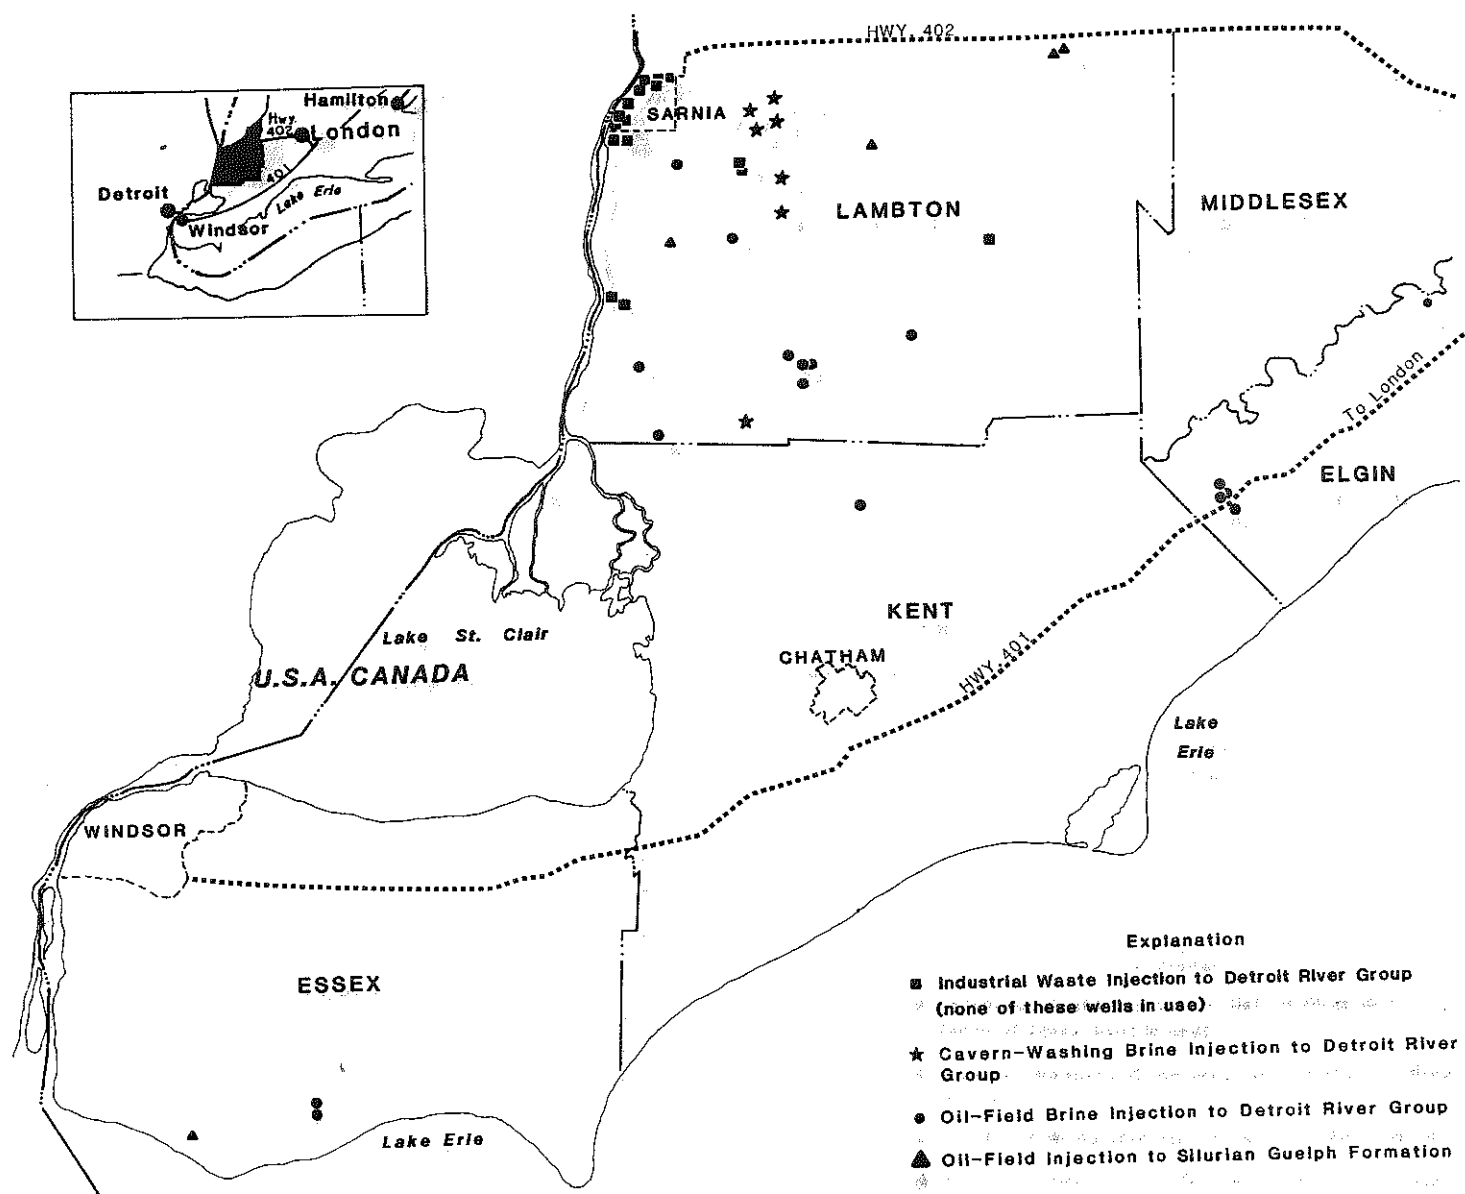 HWY. 402
Hamilton
Hwy.
402
London
401
Detroit
Lake Erie
Windsor
SARNIA
LAMBTON
MIDDLESEX
To London
ELGIN
KENT
Lake St. Clair
CHATHAM
HWY. 401
U.S.A. CANADA
Lake
Erie
WINDSOR
ESSEX
Lake Erie
Explanation
Industrial Waste Injection to Detroit River Group
(none of these wells in use)
Cavern-Washing Brine Injection to Detroit River
Group
Oil-Field Brine Injection to Detroit River Group
Oil-Field Injection to Silurian Guelph Formation